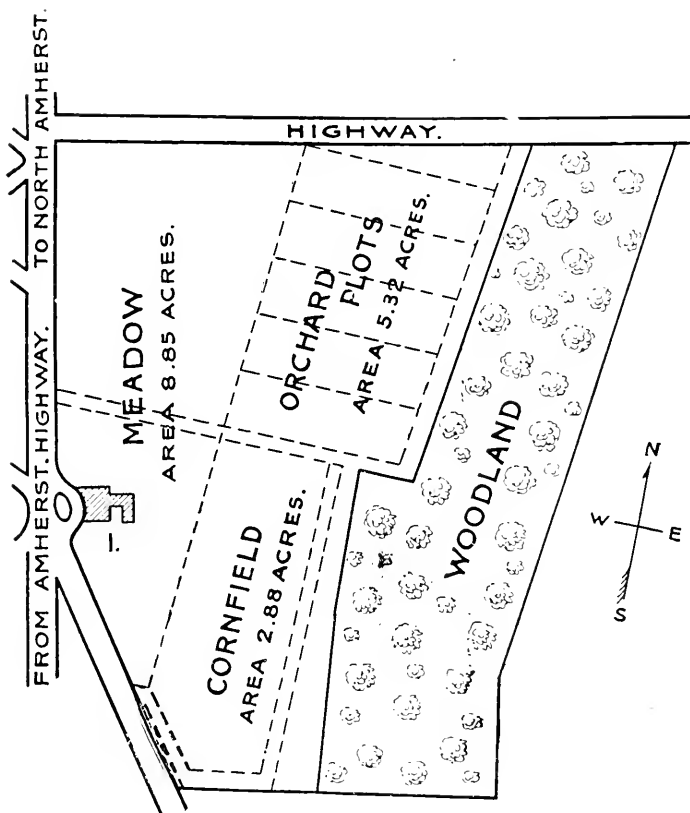 HIGHWAY.
FROM AMHERST. HIGHWAY. TO NORTH AMHERST.
MEADOW
AREA 8.85 ACRES.
ORCHARD
PLOTS
AREA 5.32 ACRES.
1.
CORNFIELD
AREA 2.88 ACRES.
WOODLAND
N
W
E
S